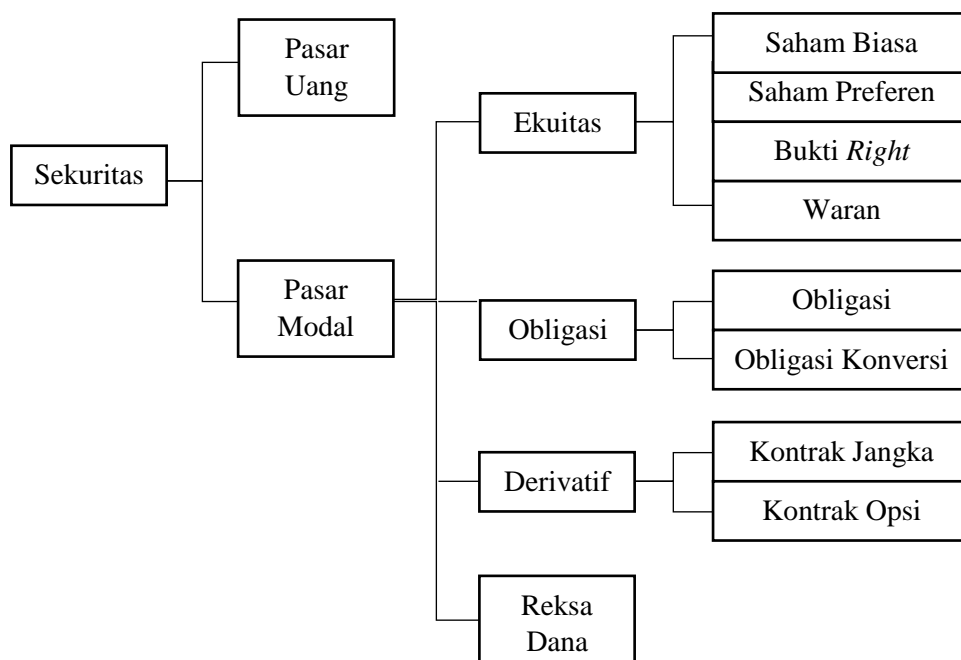 Sekuritas
Pasar
Uang
Pasar
Modal
Ekuitas
Saham Biasa
Saham Preferen
Bukti Right
Waran
Obligasi
Obligasi
Obligasi Konversi
Derivatif
Kontrak Jangka
Kontrak Opsi
Reksa
Dana